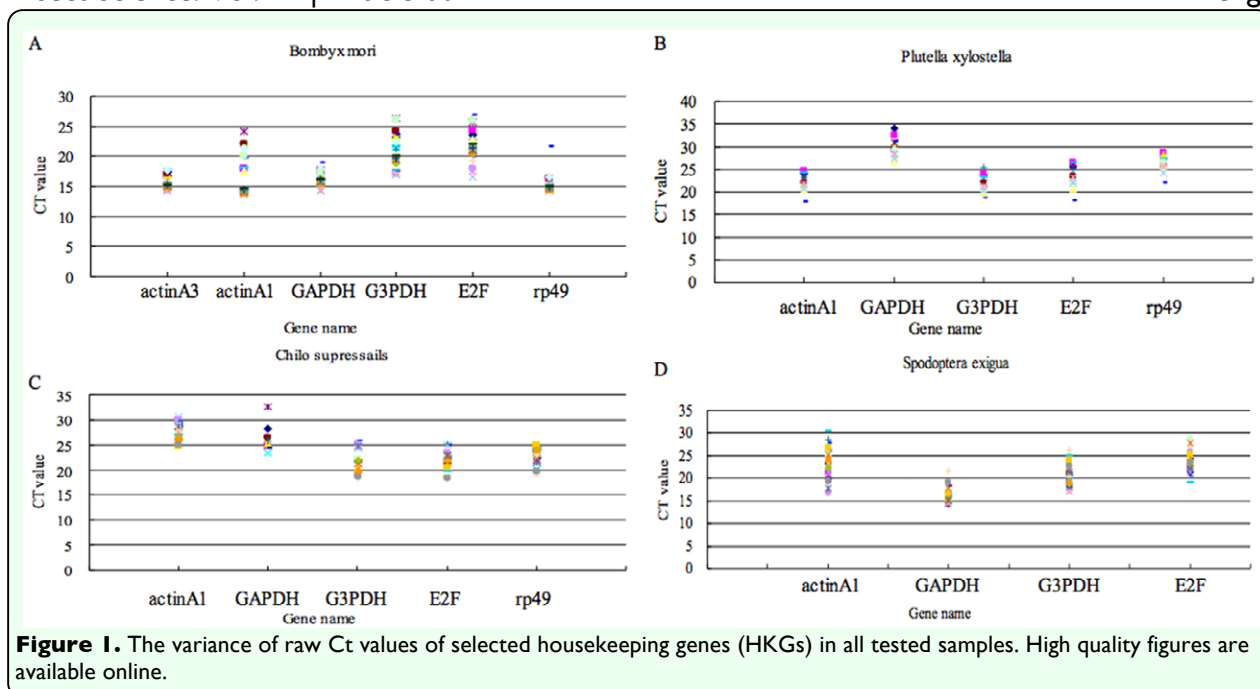 A
Bombyx mori
CT value
30
25
20
15
10
5
0
actinA3 actinA1 GAPDH G3PDH E2F rp49
Gene name
B
Plutella xylostella
CT value
40
35
30
25
20
15
10
5
0
actinA1 GAPDH G3PDH E2F rp49
Gene name
C
Chilo supressails
CT value
35
30
25
20
15
10
5
0
actinA1 GAPDH G3PDH E2F rp49
Gene name
D
Spodoptera exigua
CT value
35
30
25
20
15
10
5
0
actinA1 GAPDH G3PDH E2F
Gene name
Figure 1. The variance of raw Ct values of selected housekeeping genes (HKGs) in all tested samples. High quality figures are
available online.